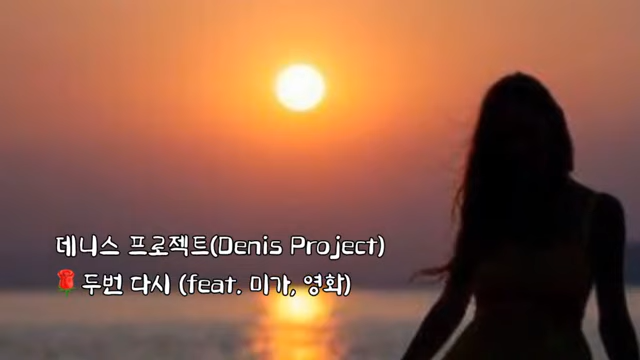 데니스 프로젝트(Denis Project)
🌹두번 다시 (feat. 미가, 영화)